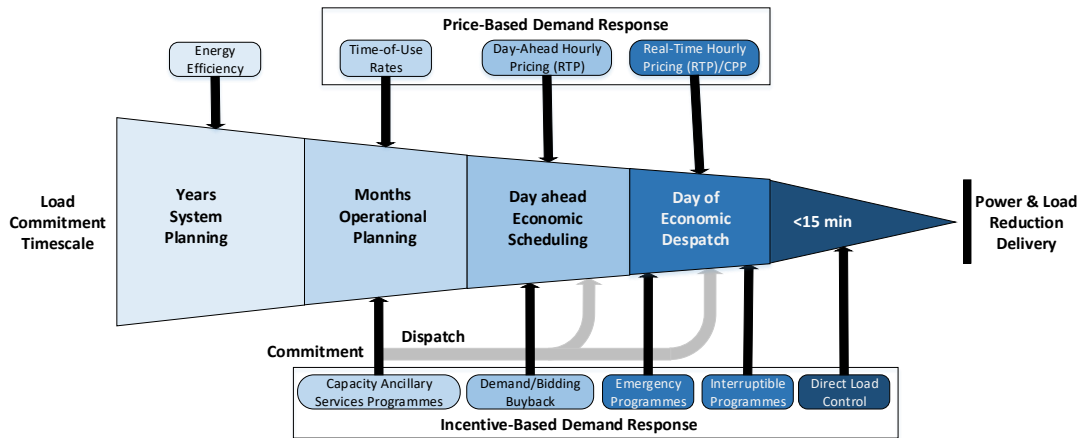 Price-Based Demand Response
Energy
Efficiency
Time-of-Use
Rates
Day-Ahead Hourly
Pricing (RTP)
Real-Time Hourly
Pricing (RTP)/CPP
Load
Commitment
Timescale
Years
System
Planning
Months
Operational
Planning
Day ahead
Economic
Scheduling
Day of
Economic
Despatch
<15 min
Power & Load
Reduction
Delivery
Commitment
Dispatch
Capacity Ancillary
Services Programmes
Demand/Bidding
Buyback
Emergency
Programmes
Interruptible
Programmes
Direct Load
Control
Incentive-Based Demand Response